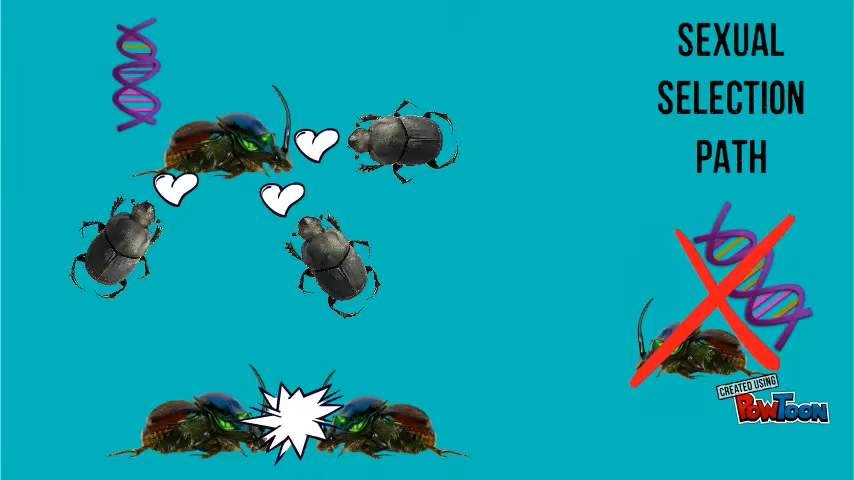 SEXUAL
SELECTION
PATH
CREATED USING
POWTOON